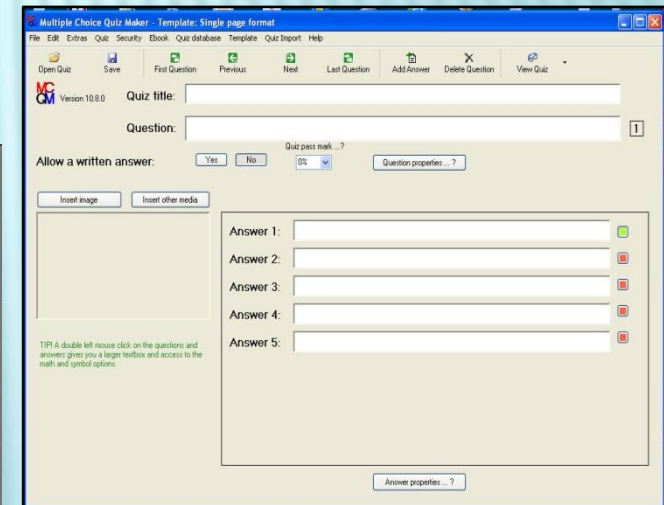 Multiple Choice Quiz Maker - Template: Single page format
File Edit Extras Quiz Security Ebook Quiz database Template Quiz Import Help
Open Quiz Save First Question Previous Next Last Question Add Answer Delete Question View Quiz
MC
QM Version 10.8.0 Quiz title:
Question: 1
Quiz pass mark ...?
Allow a written answer: Yes No 0% Question properties ... ?
Insert image Insert other media
Answer 1:
Answer 2:
Answer 3:
Answer 4:
Answer 5:
TIP! A double left mouse click on the questions and
answers gives you a larger textbox and access to the
math and symbol options.
Answer properties ... ?